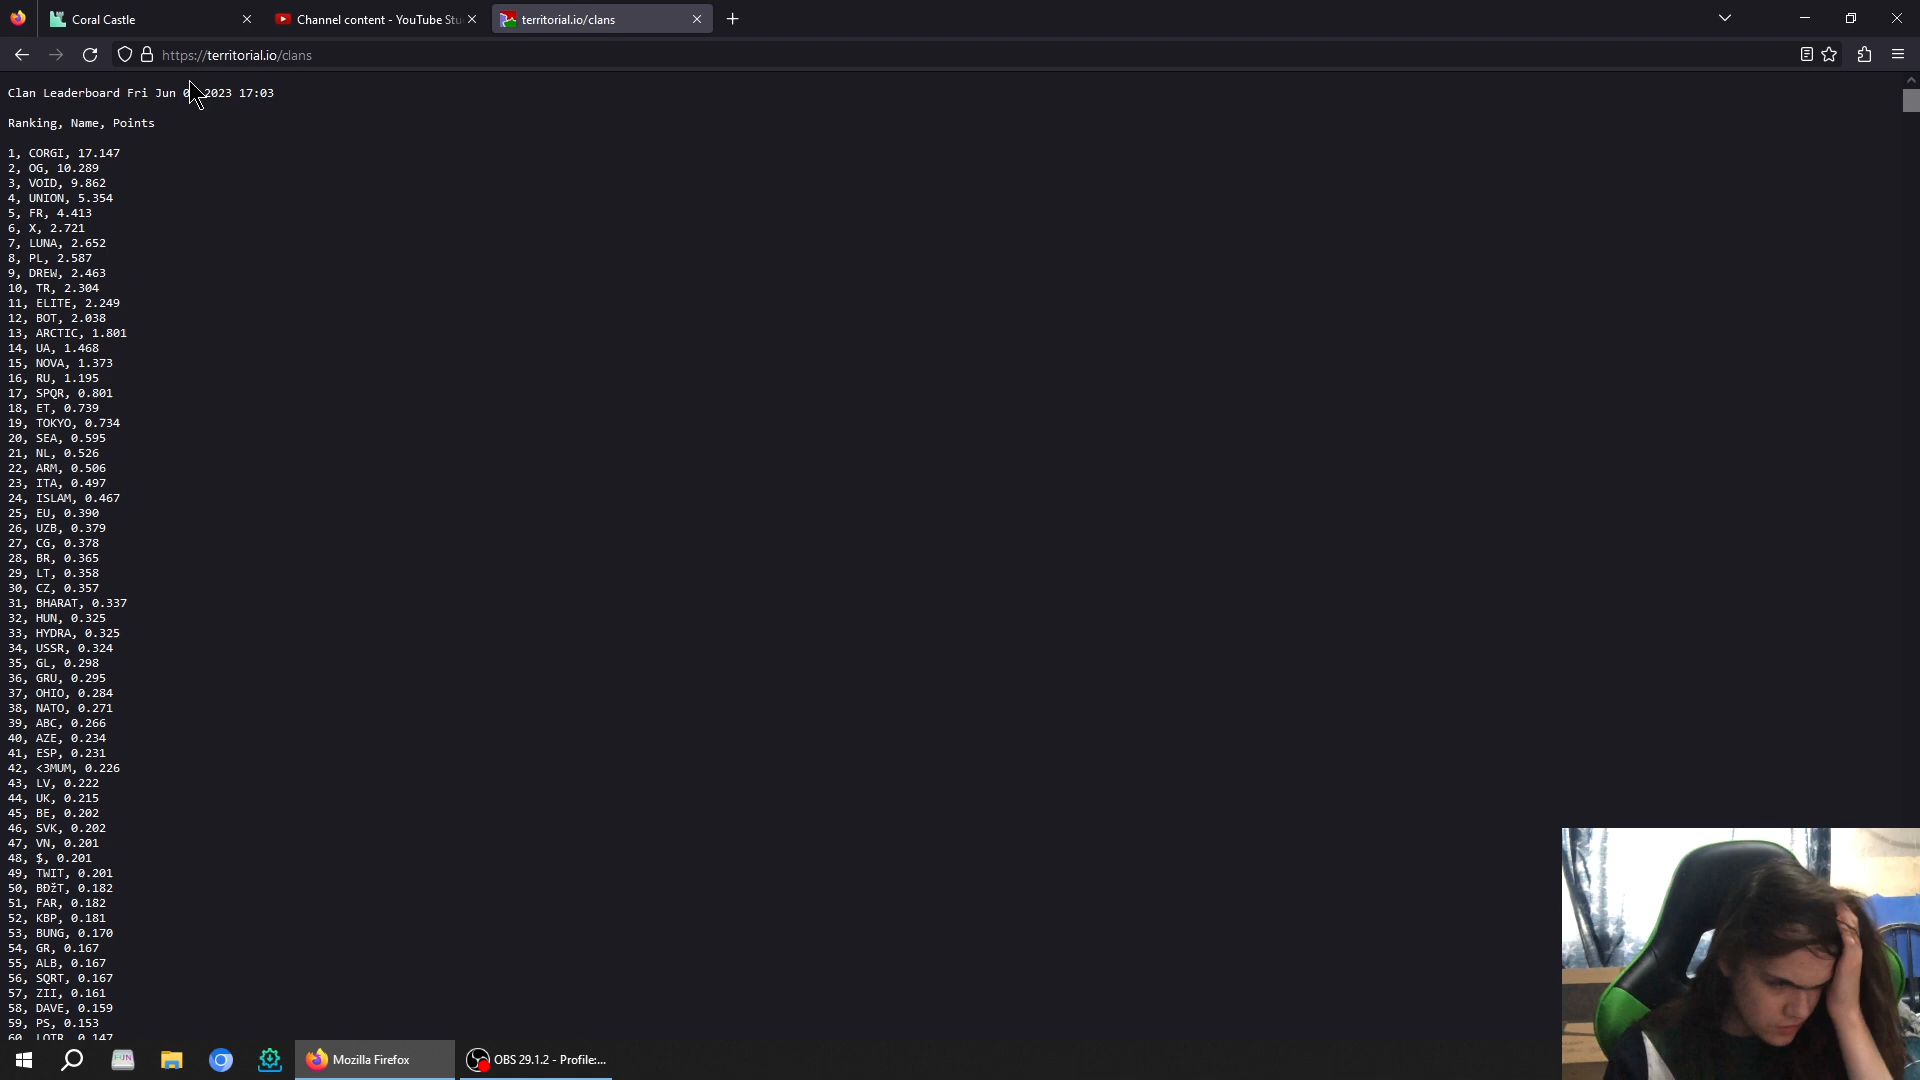 Coral Castle
Channel content - YouTube Stu
territorial.io/clans
https://territorial.io/clans
Clan Leaderboard Fri Jun 2023 17:03
Ranking, Name, Points
1, CORGI, 17.147
2, OG, 10.289
3, VOID, 9.862
4, UNION, 5.354
5, FR, 4.413
6, X, 2.721
7, LUNA, 2.652
8, PL, 2.587
9, DREW, 2.463
10, TR, 2.304
11, ELITE, 2.249
12, BOT, 2.038
13, ARCTIC, 1.801
14, UA, 1.468
15, NOVA, 1.373
16, RU, 1.195
17, SPQR, 0.801
18, ET, 0.739
19, TOKYO, 0.734
20, SEA, 0.595
21, NL, 0.526
22, ARM, 0.506
23, ITA, 0.497
24, ISLAM, 0.467
25, EU, 0.390
26, UZB, 0.379
27, CG, 0.378
28, BR, 0.365
29, LT, 0.358
30, CZ, 0.357
31, BHARAT, 0.337
32, HUN, 0.325
33, HYDRA, 0.325
34, USSR, 0.324
35, GL, 0.298
36, GRU, 0.295
37, OHIO, 0.284
38, NATO, 0.271
39, ABC, 0.266
40, AZE, 0.234
41, ESP, 0.231
42, <3MUM, 0.226
43, LV, 0.222
44, UK, 0.215
45, BE, 0.202
46, SVK, 0.202
47, VN, 0.201
48, $, 0.201
49, TWIT, 0.201
50, BĐŽT, 0.182
51, FAR, 0.182
52, KBP, 0.181
53, BUNG, 0.170
54, GR, 0.167
55, ALB, 0.167
56, SQRT, 0.167
57, ZII, 0.161
58, DAVE, 0.159
59, PS, 0.153
60, LOTR, 0.147
FUN
Mozilla Firefox
OBS 29.1.2 - Profile:...